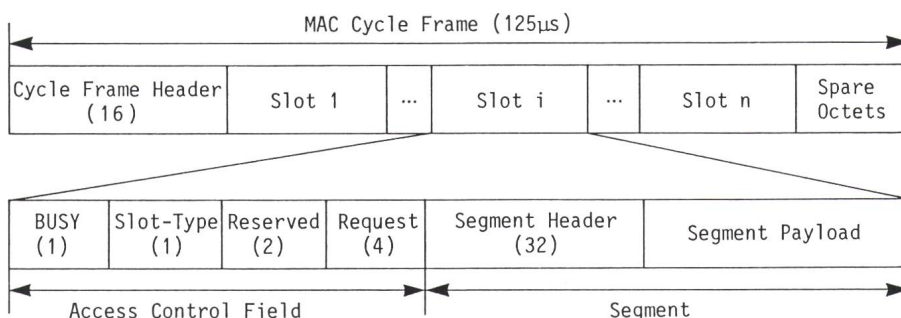 MAC Cycle Frame (125μs)
Cycle Frame Header
(16)
Slot 1
...
Slot i
...
Slot n
Spare
Octets
BUSY
(1)
Slot-Type
(1)
Reserved
(2)
Request
(4)
Segment Header
(32)
Segment Payload
Access Control Field
Segment